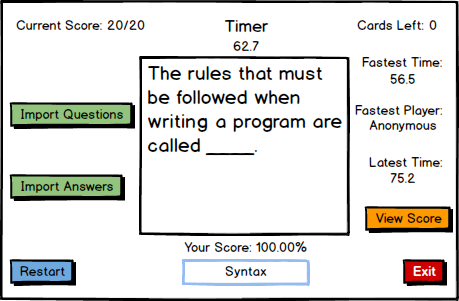 Current Score: 20/20
Timer
Cards Left: 0
62.7
Fastest Time:
56.5
The rules that must
be followed when
writing a program are
called _____.
Import Questions
Fastest Player:
Anonymous
Import Answers
Latest Time:
75.2
View Score
Your Score: 100.00%
Restart
Syntax
Exit